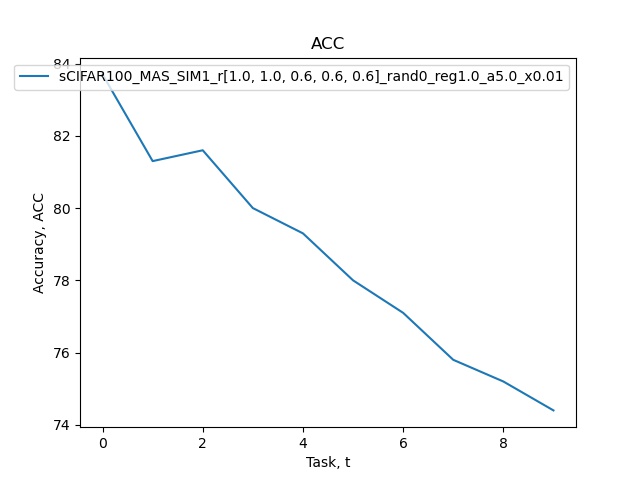 ACC
sCIFAR100_MAS_SIM1_r[1.0, 1.0, 0.6, 0.6, 0.6]_rand0_reg1.0_a5.0_x0.01
84
82
80
78
76
74
Accuracy, ACC
0 2 4 6 8
Task, t